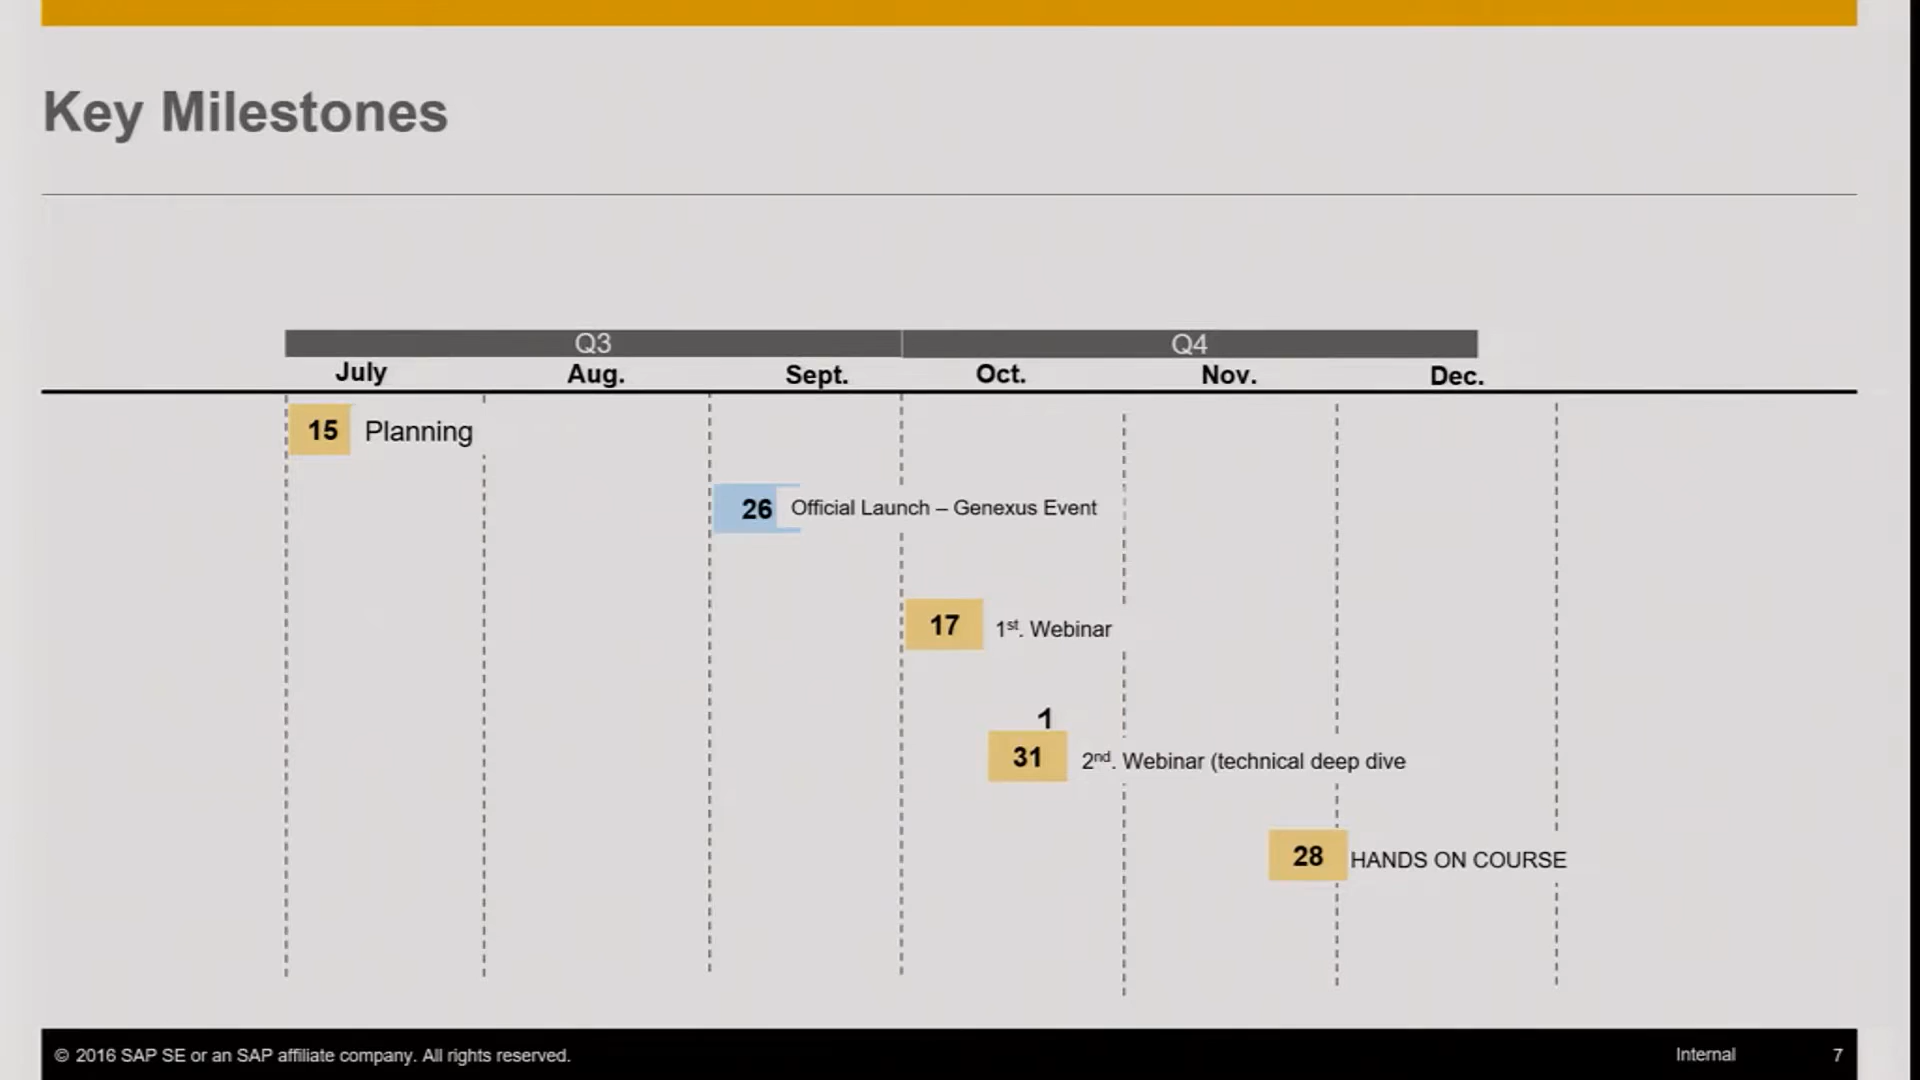 Key Milestones
Q3 Q4
July Aug. Sept. Oct. Nov. Dec.
15 Planning
26 Official Launch – Genexus Event
17 1st. Webinar
1
31 2nd. Webinar (technical deep dive
28 HANDS ON COURSE
© 2016 SAP SE or an SAP affiliate company. All rights reserved. Internal 7